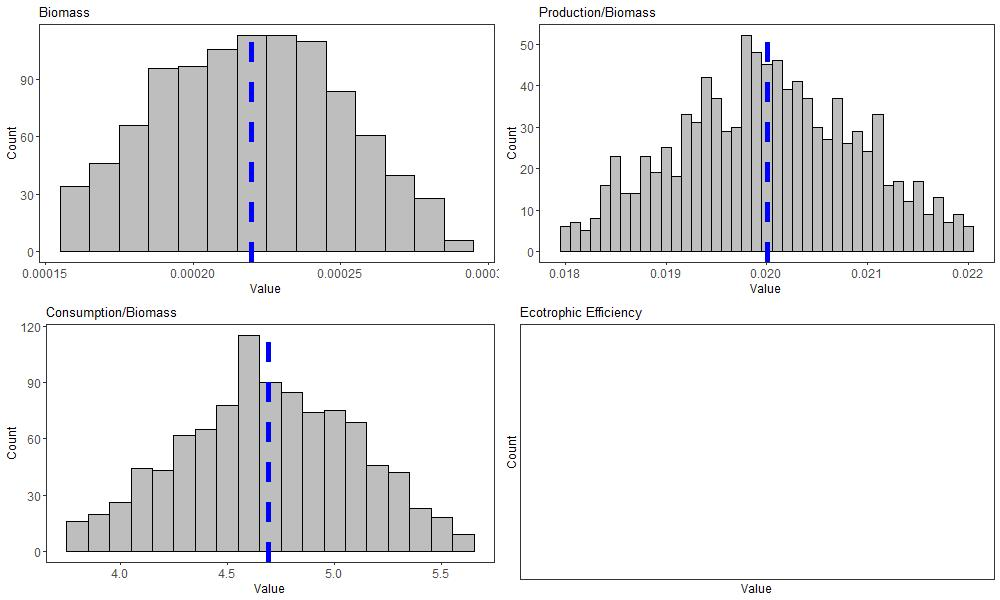 Biomass
Count
90
60
30
0
0.00015
0.00020
0.00025
Value
Production/Biomass
Count
50
40
30
20
10
0
0.018
0.019
0.020
0.021
0.022
Value
Consumption/Biomass
Count
120
90
60
30
0
4.0
4.5
5.0
5.5
Value
Ecotrophic Efficiency
Count
Value